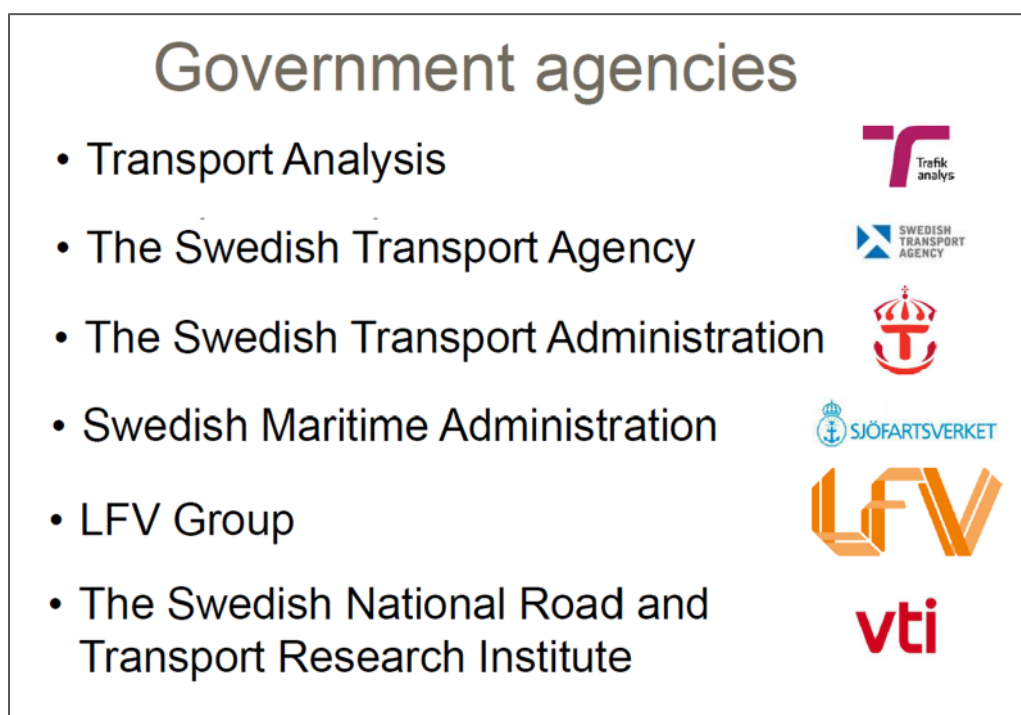 Government agencies
• Transport Analysis
Trafik
analys
• The Swedish Transport Agency
SWEDISH
TRANSPORT
AGENCY
• The Swedish Transport Administration
T
• Swedish Maritime Administration
SJÖFARTSVERKET
• LFV Group
LFV
• The Swedish National Road and
Transport Research Institute
vti